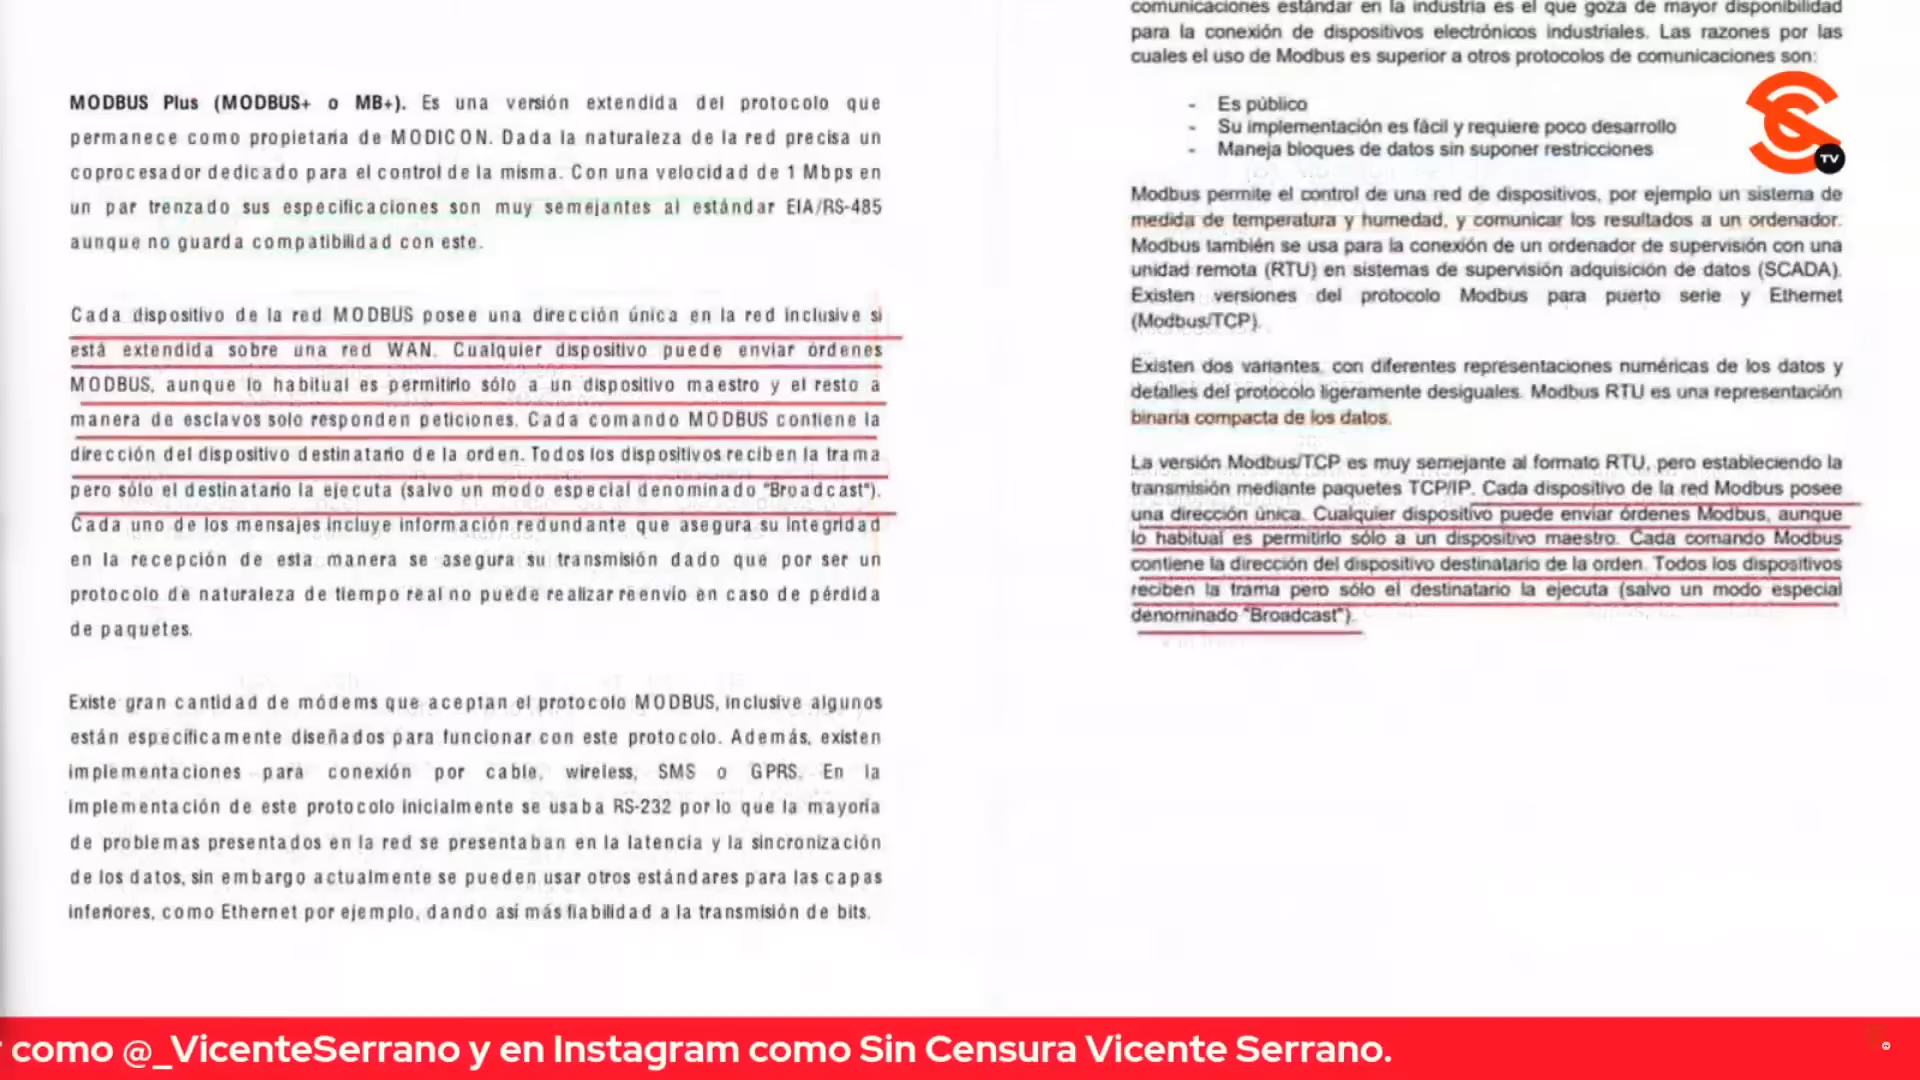 MODBUS Plus (MODBUS+ o MB+). Es una versión extendida del protocolo que
permanece como propietaria de MODICON. Dada la naturaleza de la red precisa un
coprocesador dedicado para el control de la misma. Con una velocidad de 1 Mbps en
un par trenzado sus especificaciones son muy semejantes al estándar EIA/RS-485
aunque no guarda compatibilidad con este.
Cada dispositivo de la red MODBUS posee una dirección única en la red inclusive si
está extendida sobre una red WAN. Cualquier dispositivo puede enviar órdenes
MODBUS, aunque lo habitual es permitirlo sólo a un dispositivo maestro y el resto a
manera de esclavos solo responden peticiones. Cada comando MODBUS contiene la
dirección del dispositivo destinatario de la orden. Todos los dispositivos reciben la trama
pero sólo el destinatario la ejecuta (salvo un modo especial denominado "Broadcast").
Cada uno de los mensajes incluye información redundante que asegura su integridad
en la recepción de esta manera se asegura su transmisión dado que por ser un
protocolo de naturaleza de tiempo real no puede realizar reenvío en caso de pérdida
de paquetes.
Existe gran cantidad de módems que aceptan el protocolo MODBUS, inclusive algunos
están específicamente diseñados para funcionar con este protocolo. Además, existen
implementaciones para conexión por cable, wireless, SMS o GPRS. En la
implementación de este protocolo inicialmente se usaba RS-232 por lo que la mayoría
de problemas presentados en la red se presentaban en la latencia y la sincronización
de los datos, sin embargo actualmente se pueden usar otros estándares para las capas
inferiores, como Ethernet por ejemplo, dando así más fiabilidad a la transmisión de bits.
comunicaciones estándar en la industria es el que goza de mayor disponibilidad
para la conexión de dispositivos electrónicos industriales. Las razones por las
cuales el uso de Modbus es superior a otros protocolos de comunicaciones son:
- Es público
- Su implementación es fácil y requiere poco desarrollo
- Maneja bloques de datos sin suponer restricciones
Modbus permite el control de una red de dispositivos, por ejemplo un sistema de
medida de temperatura y humedad, y comunicar los resultados a un ordenador.
Modbus también se usa para la conexión de un ordenador de supervisión con una
unidad remota (RTU) en sistemas de supervisión adquisición de datos (SCADA).
Existen versiones del protocolo Modbus para puerto serie y Ethernet
(Modbus/TCP).
Existen dos variantes, con diferentes representaciones numéricas de los datos y
detalles del protocolo ligeramente desiguales. Modbus RTU es una representación
binaria compacta de los datos.
La versión Modbus/TCP es muy semejante al formato RTU, pero estableciendo la
transmisión mediante paquetes TCP/IP. Cada dispositivo de la red Modbus posee
una dirección única. Cualquier dispositivo puede enviar órdenes Modbus, aunque
lo habitual es permitirlo sólo a un dispositivo maestro. Cada comando Modbus
contiene la dirección del dispositivo destinatario de la orden. Todos los dispositivos
reciben la trama pero sólo el destinatario la ejecuta (salvo un modo especial
denominado "Broadcast").
TV
como @_VicenteSerrano y en Instagram como Sin Censura Vicente Serrano.